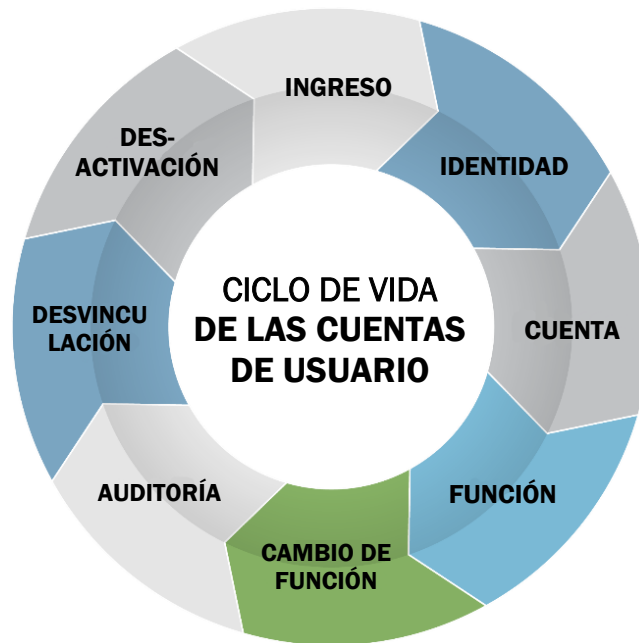 CICLO DE VIDA
DE LAS CUENTAS
DE USUARIO
INGRESO
IDENTIDAD
CUENTA
FUNCIÓN
CAMBIO DE
FUNCIÓN
AUDITORÍA
DESVINCU
LACIÓN
DES-
ACTIVACIÓN